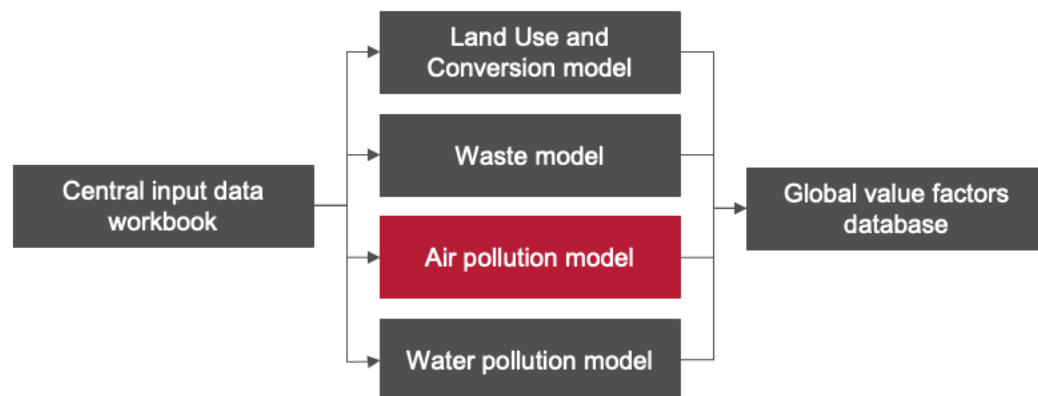 Land Use and
Conversion model
Waste model
Central input data
workbook
Global value factors
database
Air pollution model
Water pollution model